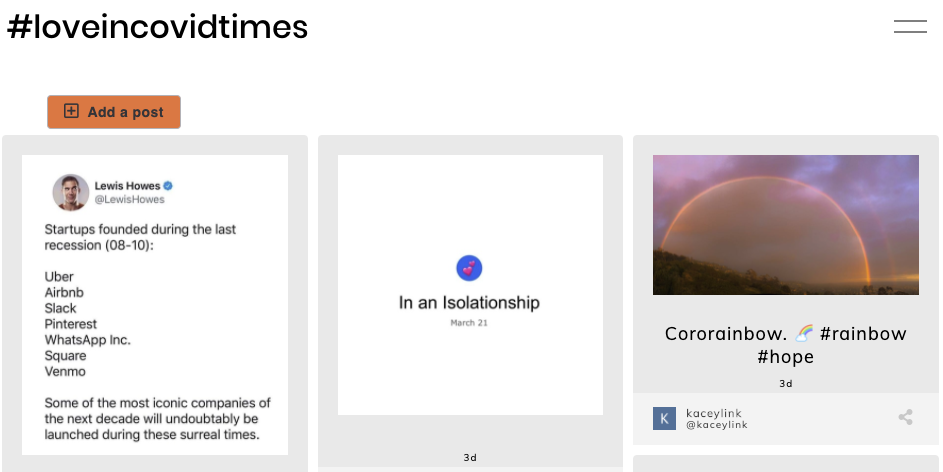 #loveincovidtimes
Add a post
Lewis Howes
@LewisHowes
Startups founded during the last
recession (08-10):
Uber
Airbnb
Slack
Pinterest
WhatsApp Inc.
Square
Venmo
Some of the most iconic companies of
the next decade will undoubtedly be
launched during these surreal times.
In an Isolationship
March 21
3d
Cororainbow. 🌈 #rainbow
#hope
3d
K
kaceylink
@kaceylink